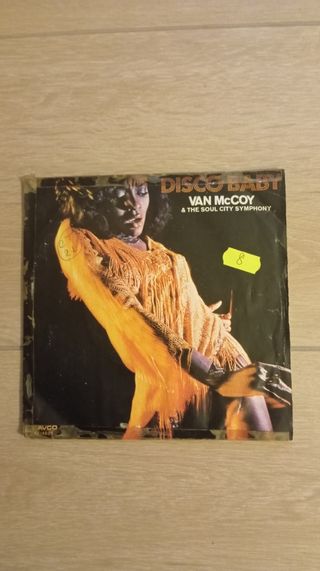 DISCO BABY
VAN McCOY
& THE SOUL CITY SYMPHONY
8
AVCO